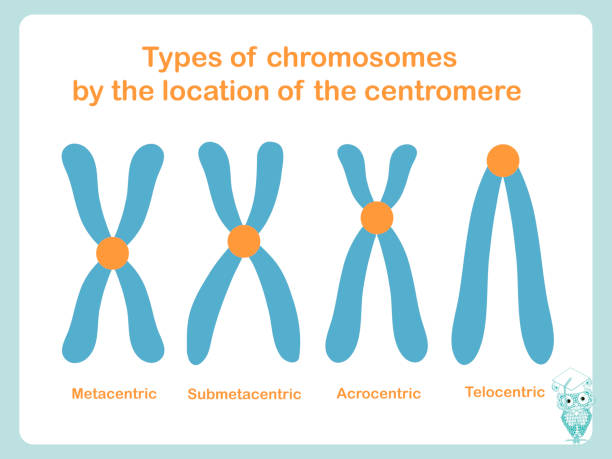 Types of chromosomes
by the location of the centromere
Metacentric
Submetacentric
Acrocentric
Telocentric